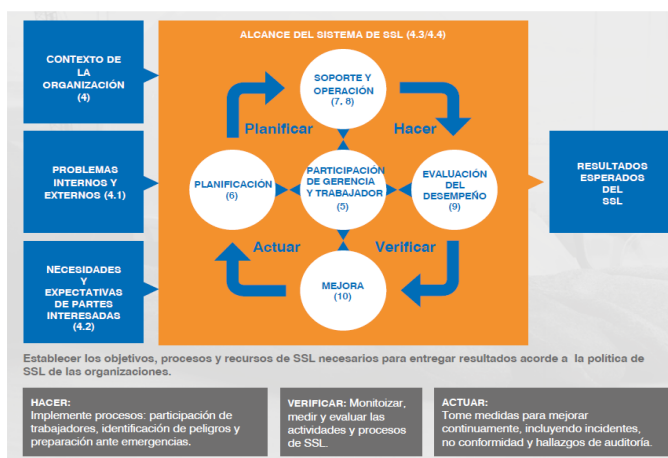 CONTEXTO DE
LA
ORGANIZACIÓN
(4)
PROBLEMAS
INTERNOS Y
EXTERNOS (4.1)
NECESIDADES
Y
EXPECTATIVAS
DE PARTES
INTERESADAS
(4.2)
ALCANCE DEL SISTEMA DE SSL (4.3/4.4)
SOPORTE Y
OPERACIÓN
(7, 8)
Planificar
Hacer
PLANIFICACIÓN
(6)
PARTICIPACIÓN
DE GERENCIA
Y TRABAJADOR
(5)
EVALUACIÓN
DEL
DESEMPEÑO
(9)
Actuar
Verificar
MEJORA
(10)
RESULTADOS
ESPERADOS
DEL
SSL
Establecer los objetivos, procesos y recursos de SSL necesarios para entregar resultados acorde a la politica de
SSL de las organizaciones.
HACER:
Implemente procesos: participación de
trabajadores, identificación de peligros y
preparación ante emergencias.
VERIFICAR: Monitoizar,
medir y evaluar las
actividades y procesos
de SSL.
ACTUAR:
Tome medidas para mejorar
continuamente, incluyendo incidentes,
no conformidad y hallazgos de auditoría.